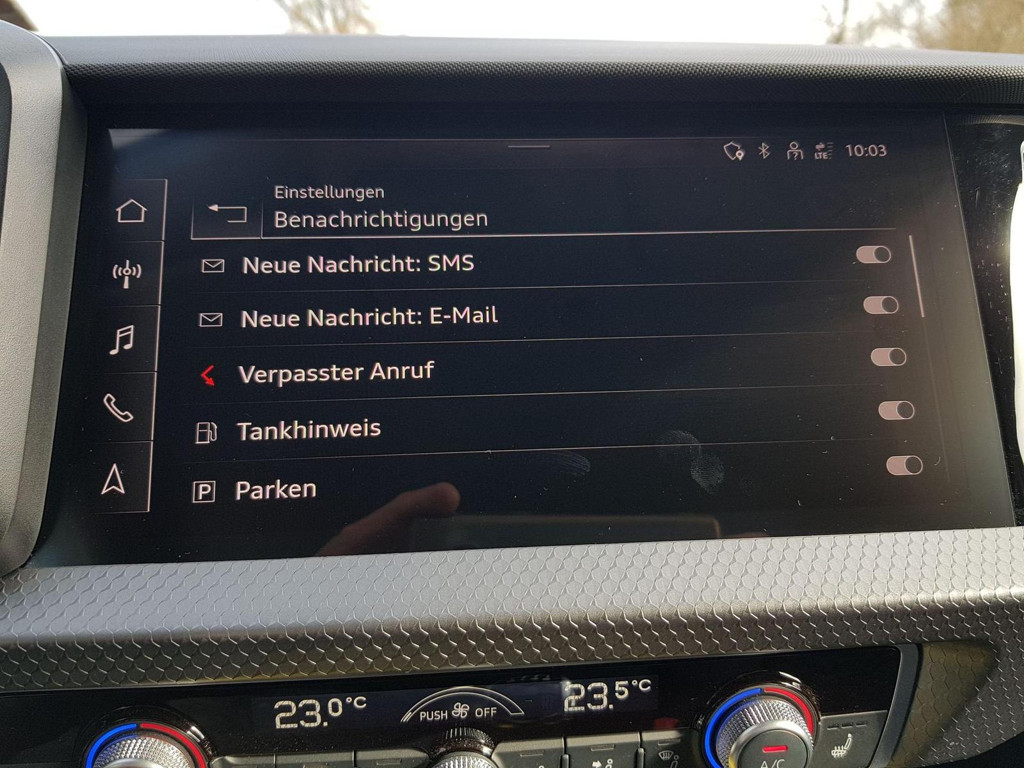 LTE 10:03
Einstellungen
Benachrichtigungen
Neue Nachricht: SMS
Neue Nachricht: E-Mail
Verpasster Anruf
Tankhinweis
P Parken
23.0°C
PUSH OFF
23.5°C
A/C